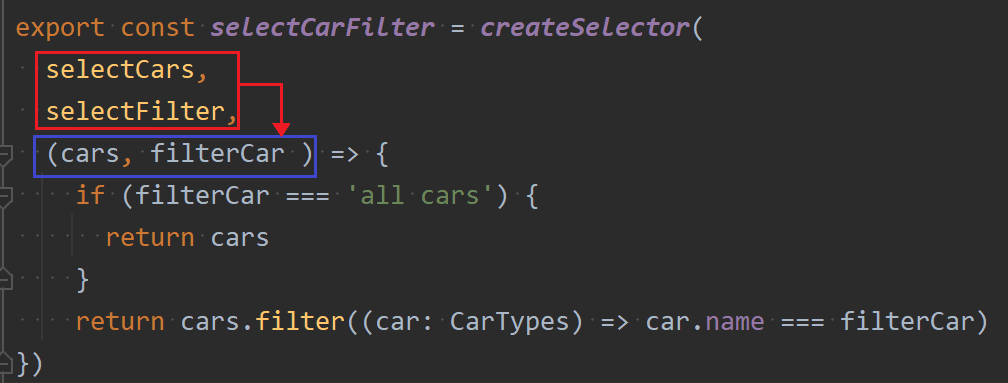 export const selectCarFilter = createSelector(
selectCars,
selectFilter,
(cars, filterCar ) => {
if (filterCar === 'all cars') {
return cars
}
return cars.filter((car: CarTypes) => car.name === filterCar)
})